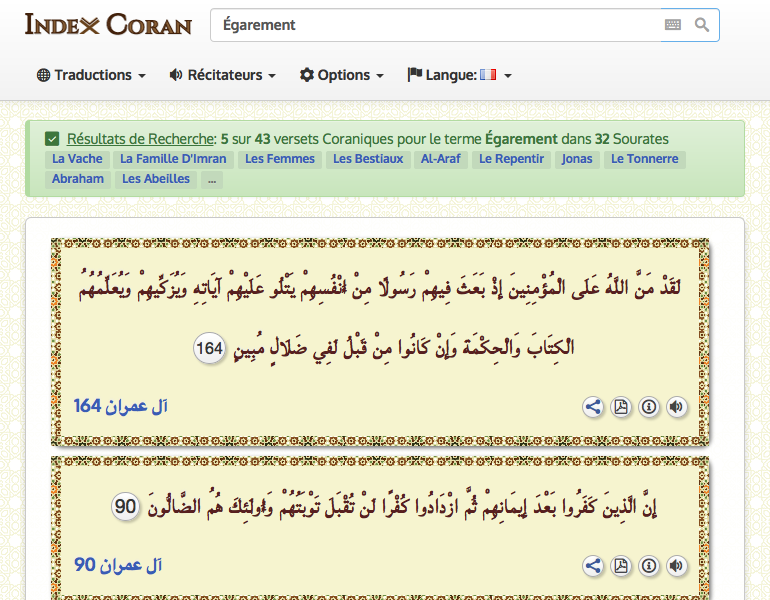 Index Coran
Égarement
Traductions Récitateurs Options Langue:
Résultats de Recherche: 5 sur 43 versets Coraniques pour le terme Égarement dans 32 Sourates
La Vache La Famille D'Imran Les Femmes Les Bestiaux Al-Araf Le Repentir Jonas Le Tonnerre
Abraham Les Abeilles ...
لَقَدْ مَنَّ اللَّهُ عَلَى الْمُؤْمِنِينَ إِذْ بَعَثَ فِيهِمْ رَسُولًا مِنْ أَنْفُسِهِمْ يَتْلُو عَلَيْهِمْ آيَاتِهِ وَيُزَكِّيهِمْ وَيُعَلِّمُهُمُ
الْكِتَابَ وَالْحِكْمَةَ وَإِنْ كَانُوا مِنْ قَبْلُ لَفِي ضَلَالٍ مُبِينٍ 164
آل عمران 164
إِنَّ الَّذِينَ كَفَرُوا بَعْدَ إِيمَانِهِمْ ثُمَّ ازْدَادُوا كُفْرًا لَنْ تُقْبَلَ تَوْبَتُهُمْ وَأُولَئِكَ هُمُ الضَّالُّونَ 90
آل عمران 90